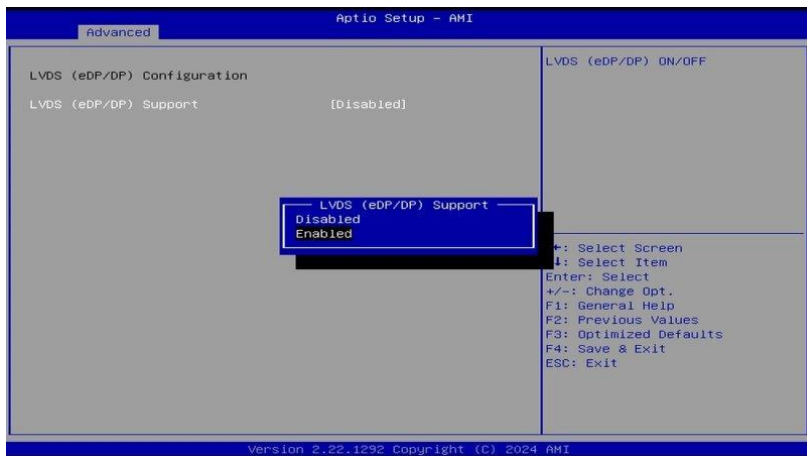 Aptio Setup - AMI
Advanced
LVDS (eDP/DP) Configuration
LVDS (eDP/DP) Support [Disabled]
LVDS (eDP/DP) Support
Disabled
Enabled
LVDS (eDP/DP) ON/OFF
←: Select Screen
↓: Select Item
Enter: Select
+/-: Change Opt.
F1: General Help
F2: Previous Values
F3: Optimized Defaults
F4: Save & Exit
ESC: Exit
Version 2.22.1292 Copyright (C) 2024 AMI